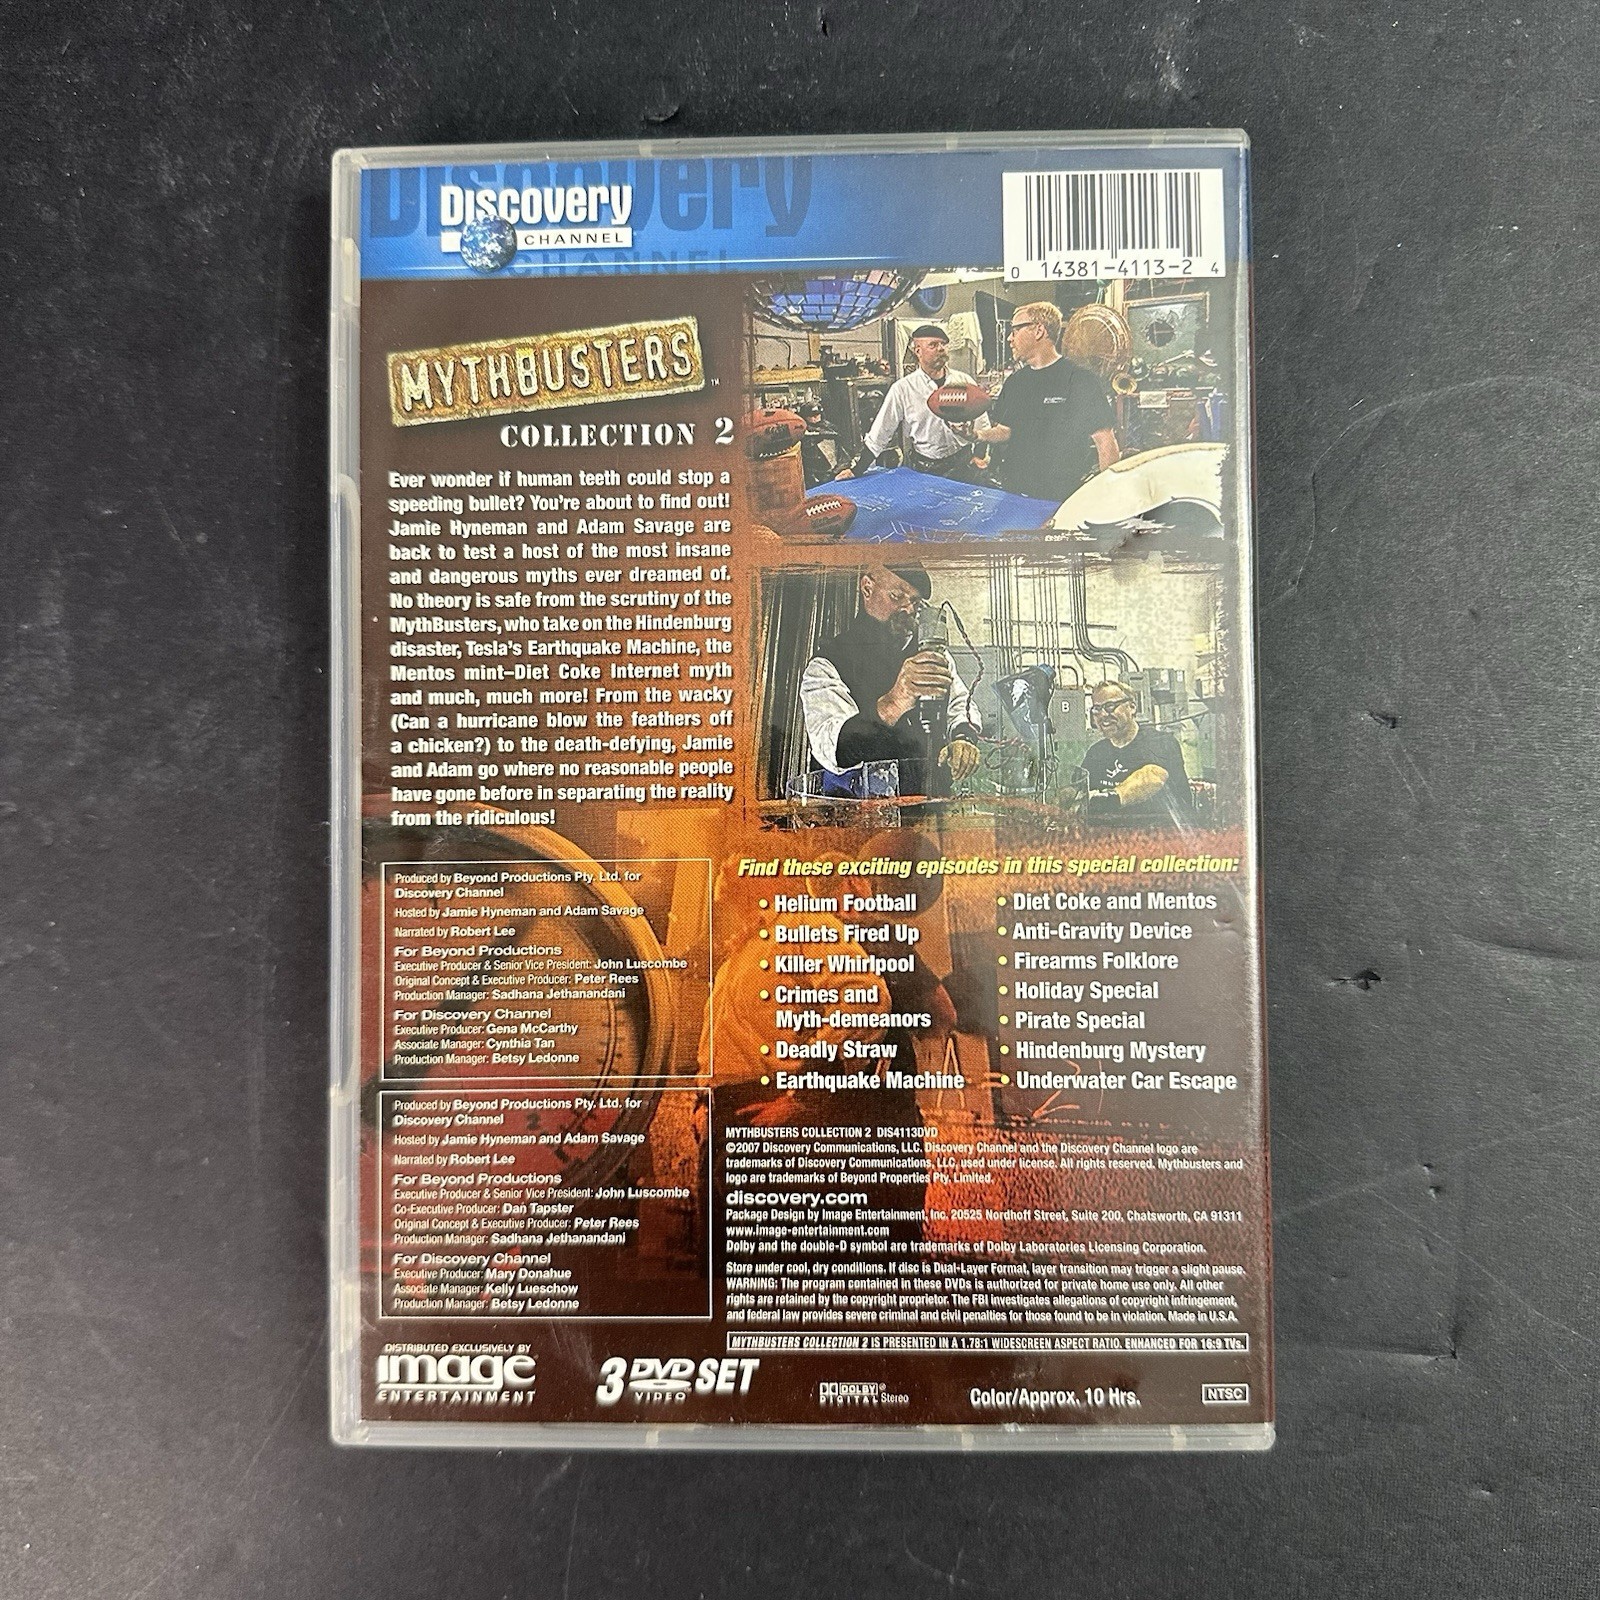 Discovery
CHANNEL
Discovery
CHANNEL
0 14381-4113-2 4
MYTHBUSTERS™
COLLECTION 2
Ever wonder if human teeth could stop a
speeding bullet? You're about to find out!
Jamie Hyneman and Adam Savage are
back to test a host of the most insane
and dangerous myths ever dreamed of.
No theory is safe from the scrutiny of the
MythBusters, who take on the Hindenburg
disaster, Tesla's Earthquake Machine, the
Mentos mint–Diet Coke Internet myth
and much, much more! From the wacky
(Can a hurricane blow the feathers off
a chicken?) to the death-defying, Jamie
and Adam go where no reasonable people
have gone before in separating the reality
from the ridiculous!
B
Produced by Beyond Productions Pty. Ltd. for
Discovery Channel
Hosted by Jamie Hyneman and Adam Savage
Narrated by Robert Lee
For Beyond Productions
Executive Producer & Senior Vice President: John Luscombe
Original Concept & Executive Producer: Peter Rees
Production Manager: Sadhana Jethanandani
For Discovery Channel
Executive Producer: Gena McCarthy
Associate Manager: Cynthia Tan
Production Manager: Betsy Ledonne
Produced by Beyond Productions Pty. Ltd. for
Discovery Channel
Hosted by Jamie Hyneman and Adam Savage
Narrated by Robert Lee
For Beyond Productions
Executive Producer & Senior Vice President: John Luscombe
Co-Executive Producer: Dan Tapster
Original Concept & Executive Producer: Peter Rees
Production Manager: Sadhana Jethanandani
For Discovery Channel
Executive Producer: Mary Donahue
Associate Manager: Kelly Lueschow
Production Manager: Betsy Ledonne
Find these exciting episodes in this special collection:
• Helium Football
• Bullets Fired Up
• Killer Whirlpool
• Crimes and
Myth-demeanors
• Deadly Straw
• Earthquake Machine
• Diet Coke and Mentos
• Anti-Gravity Device
• Firearms Folklore
• Holiday Special
• Pirate Special
• Hindenburg Mystery
• Underwater Car Escape
MYTHBUSTERS COLLECTION 2 DIS4113DVD
©2007 Discovery Communications, LLC. Discovery Channel and the Discovery Channel logo are
trademarks of Discovery Communications, LLC, used under license. All rights reserved. Mythbusters and
logo are trademarks of Beyond Properties Pty. Limited.
discovery.com
Package Design by Image Entertainment, Inc. 20525 Nordhoff Street, Suite 200, Chatsworth, CA 91311
www.image-entertainment.com
Dolby and the double-D symbol are trademarks of Dolby Laboratories Licensing Corporation.
Store under cool, dry conditions. If disc is Dual-Layer Format, layer transition may trigger a slight pause.
WARNING: The program contained in these DVDs is authorized for private home use only. All other
rights are retained by the copyright proprietor. The FBI investigates allegations of copyright infringement,
and federal law provides severe criminal and civil penalties for those found to be in violation. Made in U.S.A.
MYTHBUSTERS COLLECTION 2 IS PRESENTED IN A 1.78:1 WIDESCREEN ASPECT RATIO. ENHANCED FOR 16:9 TVs.
DISTRIBUTED EXCLUSIVELY BY
image
ENTERTAINMENT
3 DVD VIDEO SET
DOLBY DIGITAL Stereo
Color/Approx. 10 Hrs.
NTSC